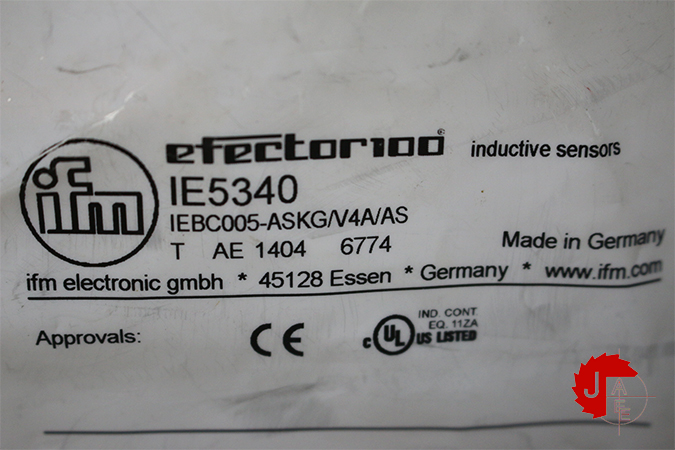 ifm
efector100® inductive sensors
IE5340
IEBC005-ASKG/V4A/AS
T AE 1404 6774 Made in Germany
ifm electronic gmbh * 45128 Essen * Germany * www.ifm.com
Approvals: CE c UL US LISTED
IND. CONT.
EQ. 11ZA
J